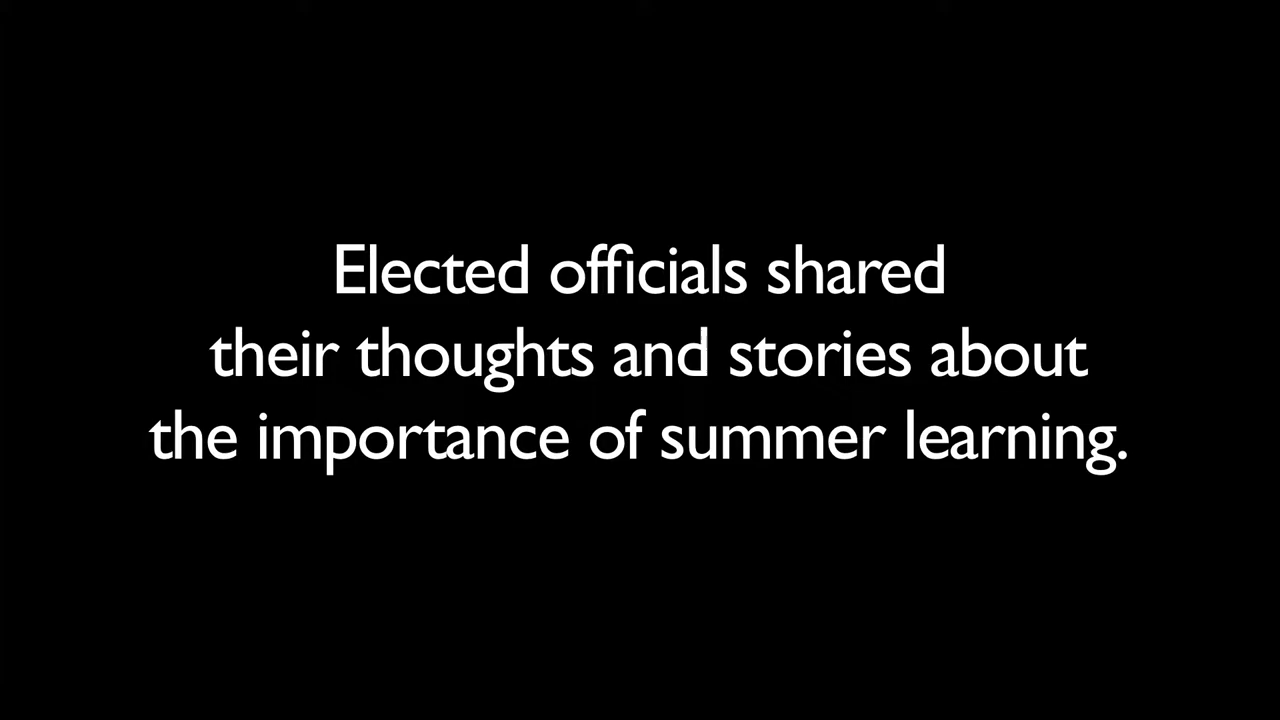 Elected officials shared
their thoughts and stories about
the importance of summer learning.